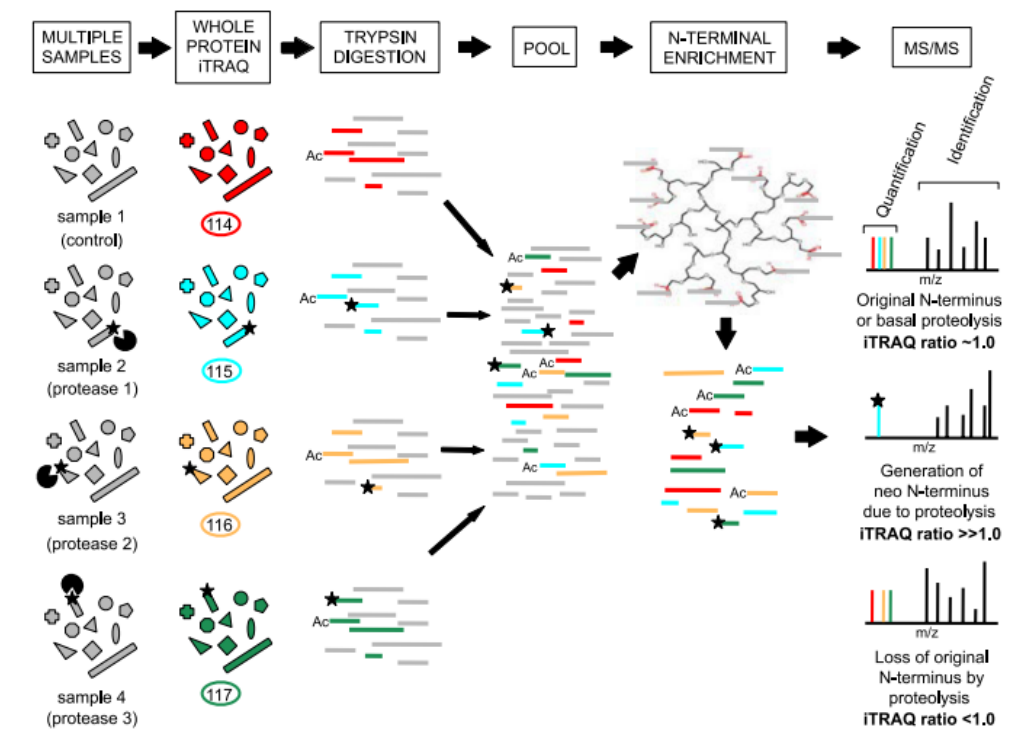 MULTIPLE
SAMPLES
WHOLE
PROTEIN
iTRAQ
TRYPSIN
DIGESTION
POOL
N-TERMINAL
ENRICHMENT
MS/MS
sample 1
(control)
114
Ac
sample 2
(protease 1)
115
Ac
sample 3
(protease 2)
116
Ac
sample 4
(protease 3)
117
Ac
Ac
Ac
Ac
Ac
Ac
Ac
Ac
Ac
Quantification
Identification
m/z
Original N-terminus
or basal proteolysis
iTRAQ ratio ~1.0
m/z
Generation of
neo N-terminus
due to proteolysis
iTRAQ ratio >>1.0
m/z
Loss of original
N-terminus by
proteolysis
iTRAQ ratio <1.0